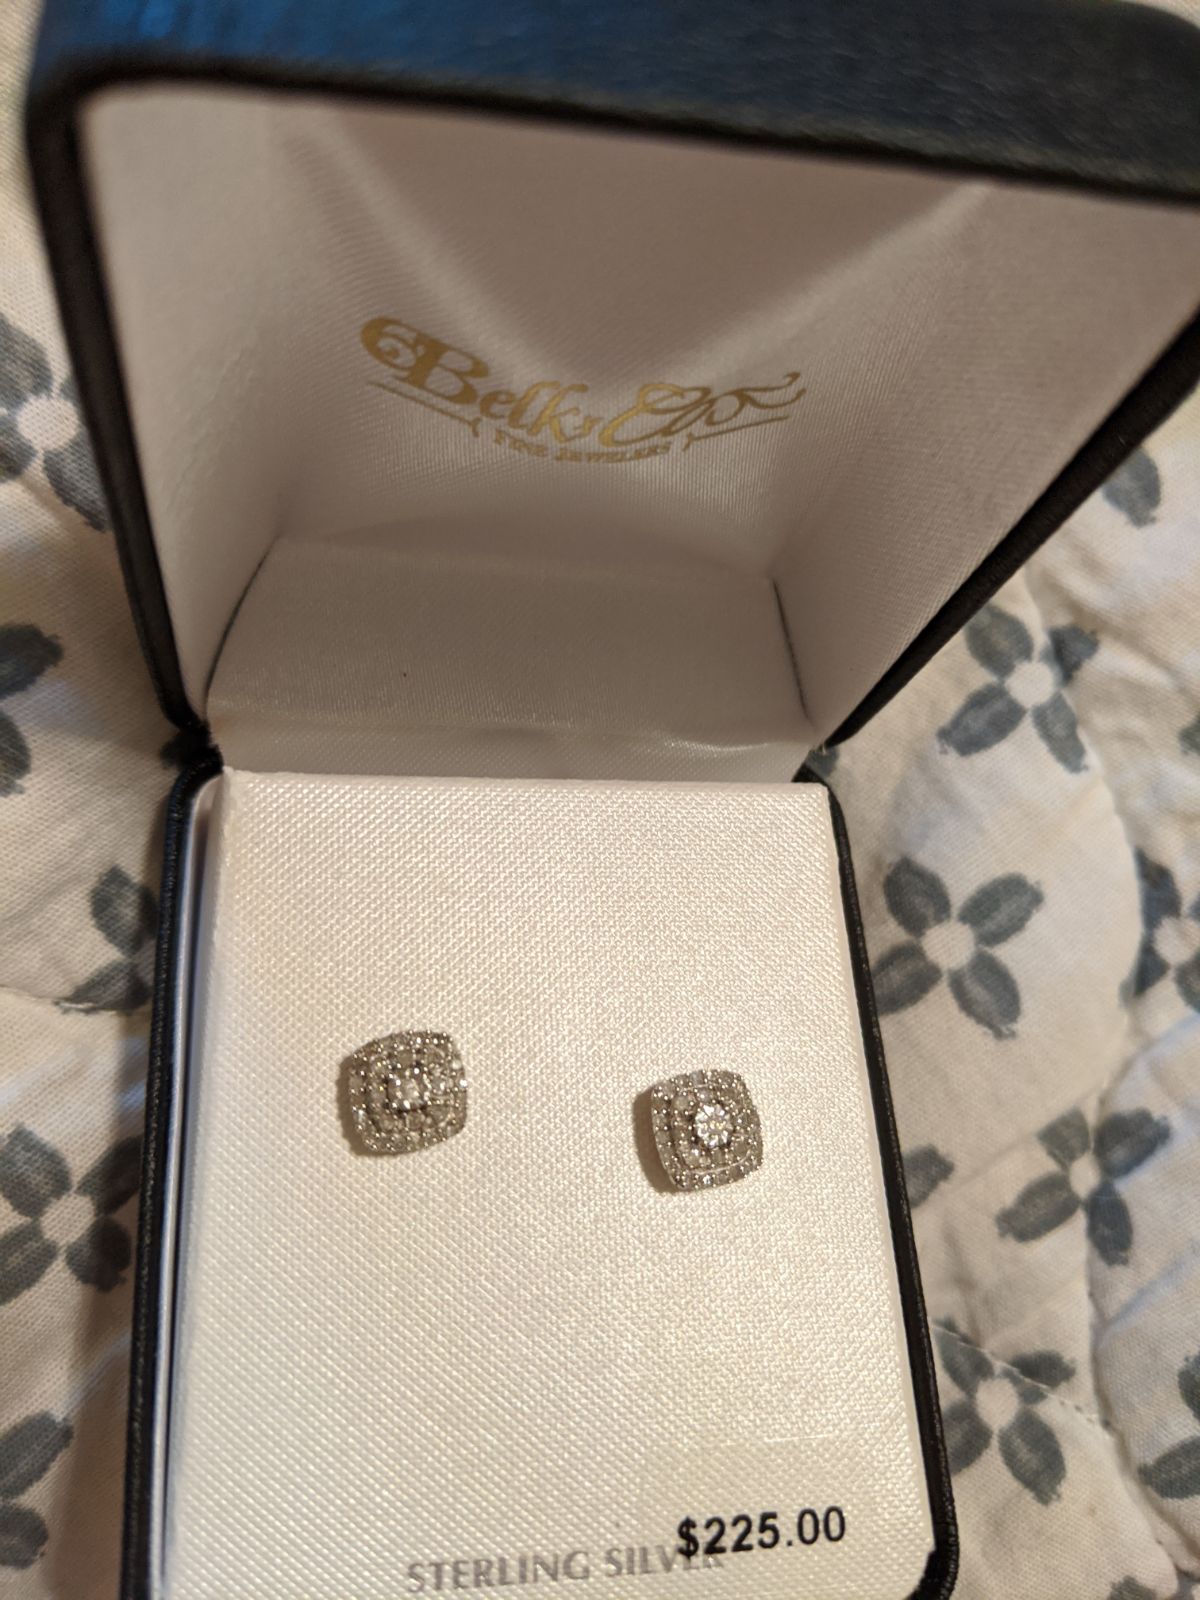 Belk & Co
FINE JEWELERS
$225.00
STERLING SILVER